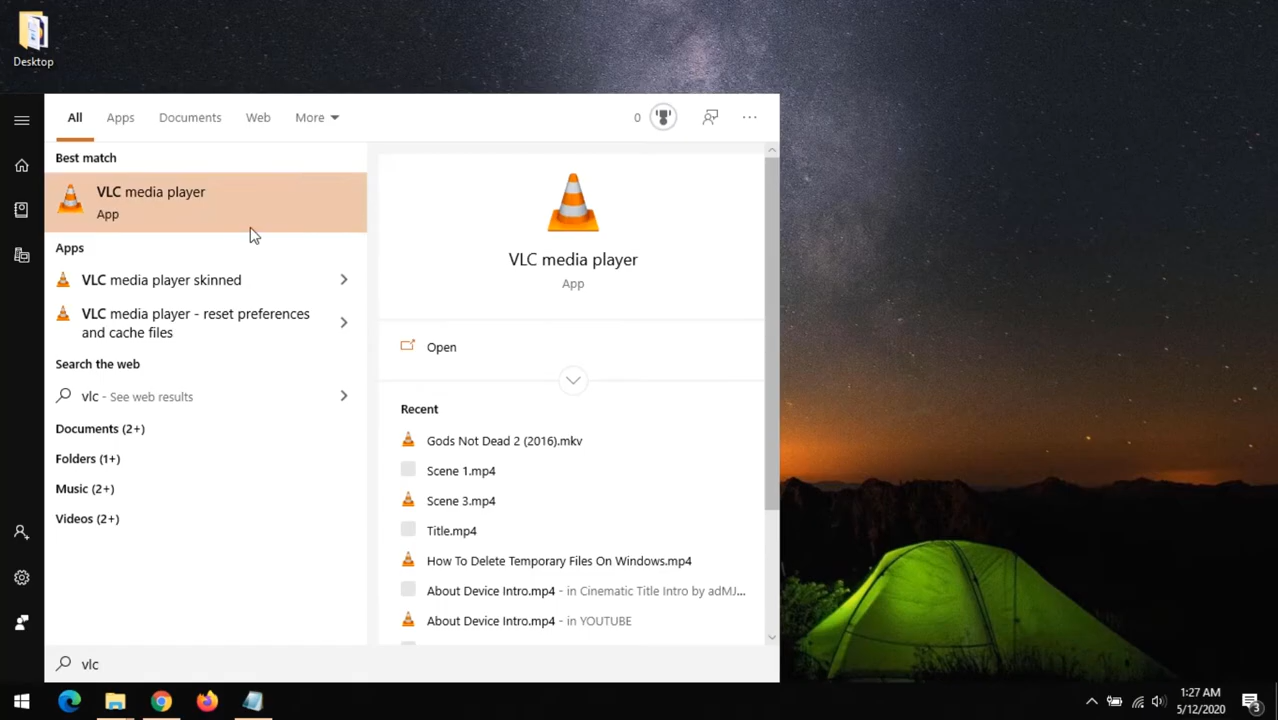 Desktop
All
Apps
Documents
Web
More
0
Best match
VLC media player
App
Apps
VLC media player skinned
VLC media player - reset preferences
and cache files
Search the web
vlc - See web results
Documents (2+)
Folders (1+)
Music (2+)
Videos (2+)
VLC media player
App
Open
Recent
Gods Not Dead 2 (2016).mkv
Scene 1.mp4
Scene 3.mp4
Title.mp4
How To Delete Temporary Files On Windows.mp4
About Device Intro.mp4 - in Cinematic Title Intro by adMJ...
About Device Intro.mp4 - in YOUTUBE
vlc
1:27 AM
5/12/2020
3